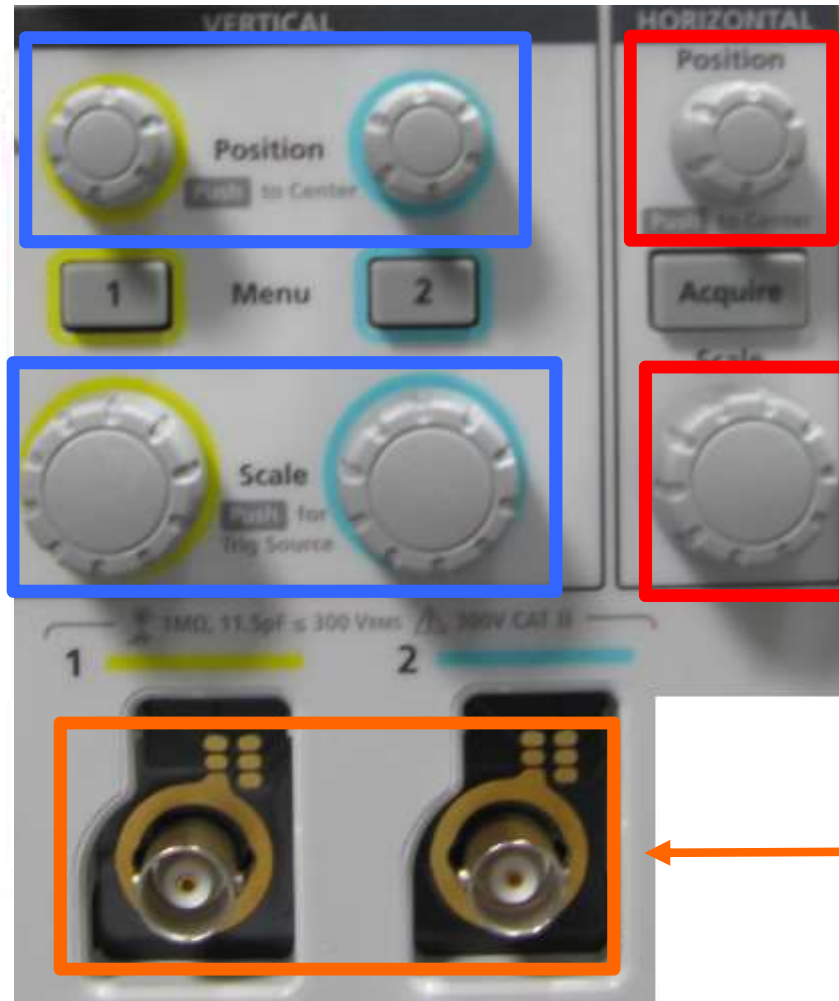 VERTICAL
HORIZONTAL
Position
Position
Push to Center
Push to Center
1
Menu
2
Acquire
Scale
Scale
Push for
Trig Source
1MΩ, 11.5pF ≤ 300 VRMS 300V CAT II
1
2